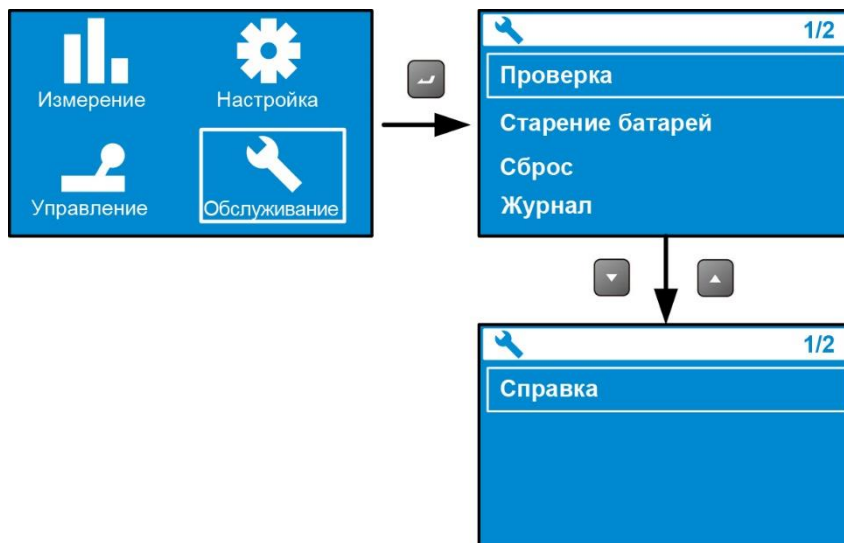 Измерение
Настройка
Управление
Обслуживание
1/2
Проверка
Старение батарей
Сброс
Журнал
1/2
Справка